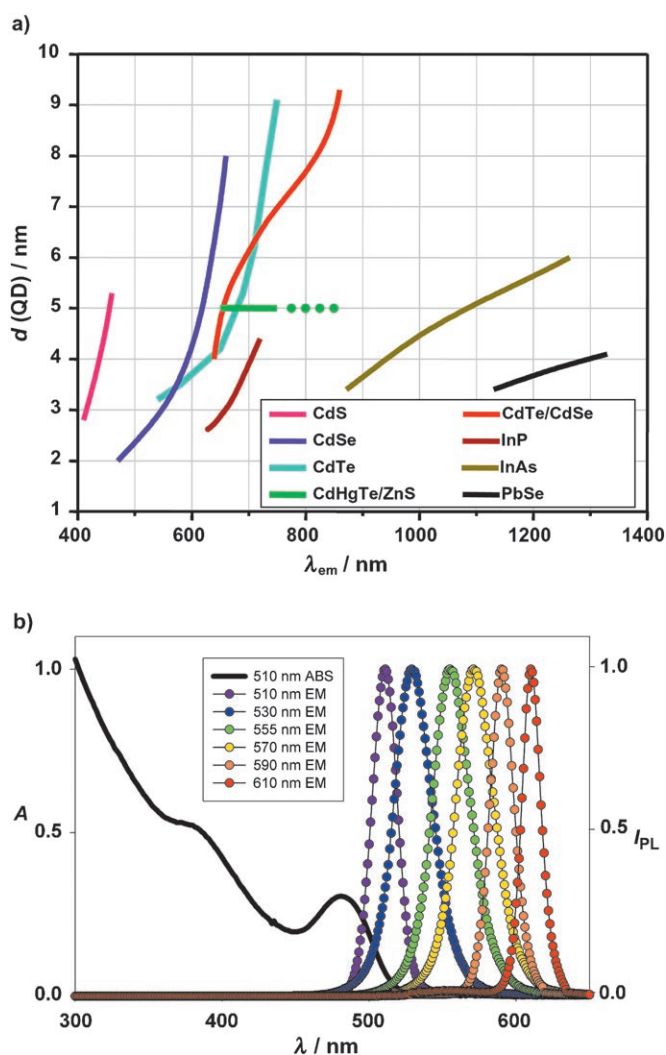 a)
10
9
8
7
6
5
4
3
2
1
d (QD) / nm
CdS
CdSe
CdTe
CdHgTe/ZnS
CdTe/CdSe
InP
InAs
PbSe
400 600 800 1000 1200 1400
λem / nm
b)
1.0
0.5
0.0
A
510 nm ABS
510 nm EM
530 nm EM
555 nm EM
570 nm EM
590 nm EM
610 nm EM
1.0
0.5
0.0
IPL
300 400 500 600
λ / nm